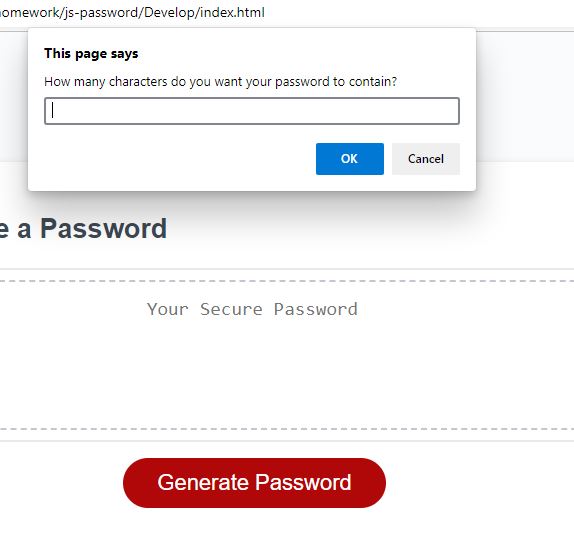 omework/js-password/Develop/index.html
This page says
How many characters do you want your password to contain?
OK Cancel
e a Password
Your Secure Password
Generate Password